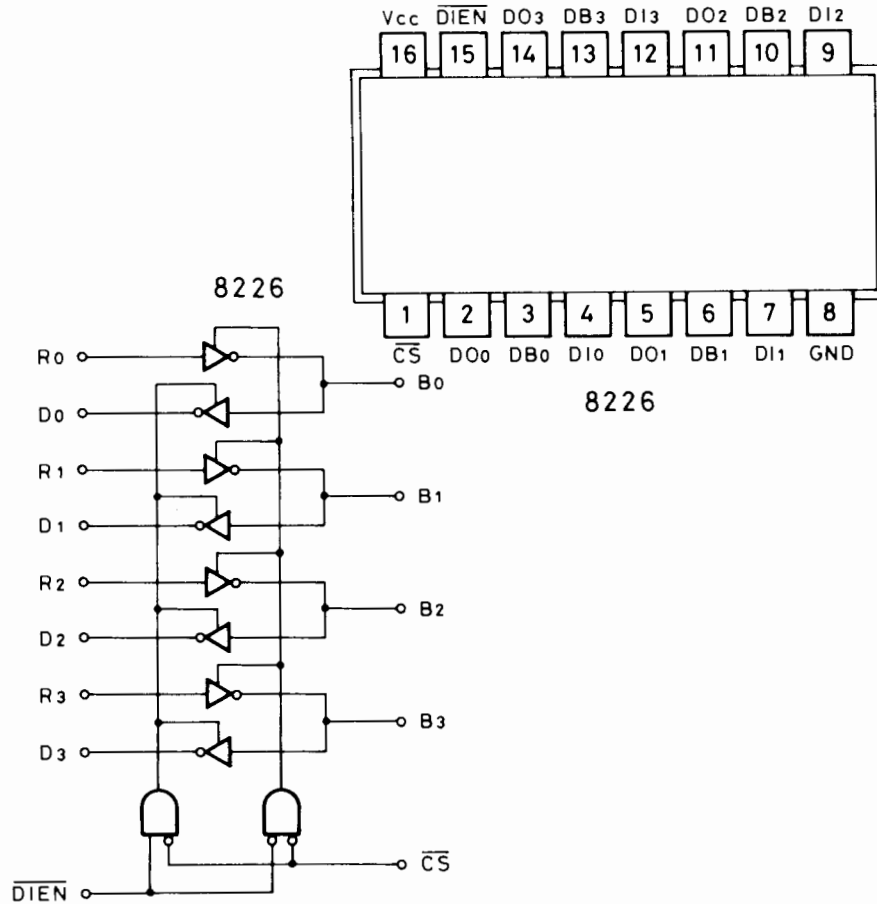 Vcc DIEN DO3 DB3 DI3 DO2 DB2 DI2
16 15 14 13 12 11 10 9
1 2 3 4 5 6 7 8
CS DO0 DB0 DI0 DO1 DB1 DI1 GND
8226
8226
R0
B0
D0
R1
B1
D1
R2
B2
D2
R3
B3
D3
CS
DIEN